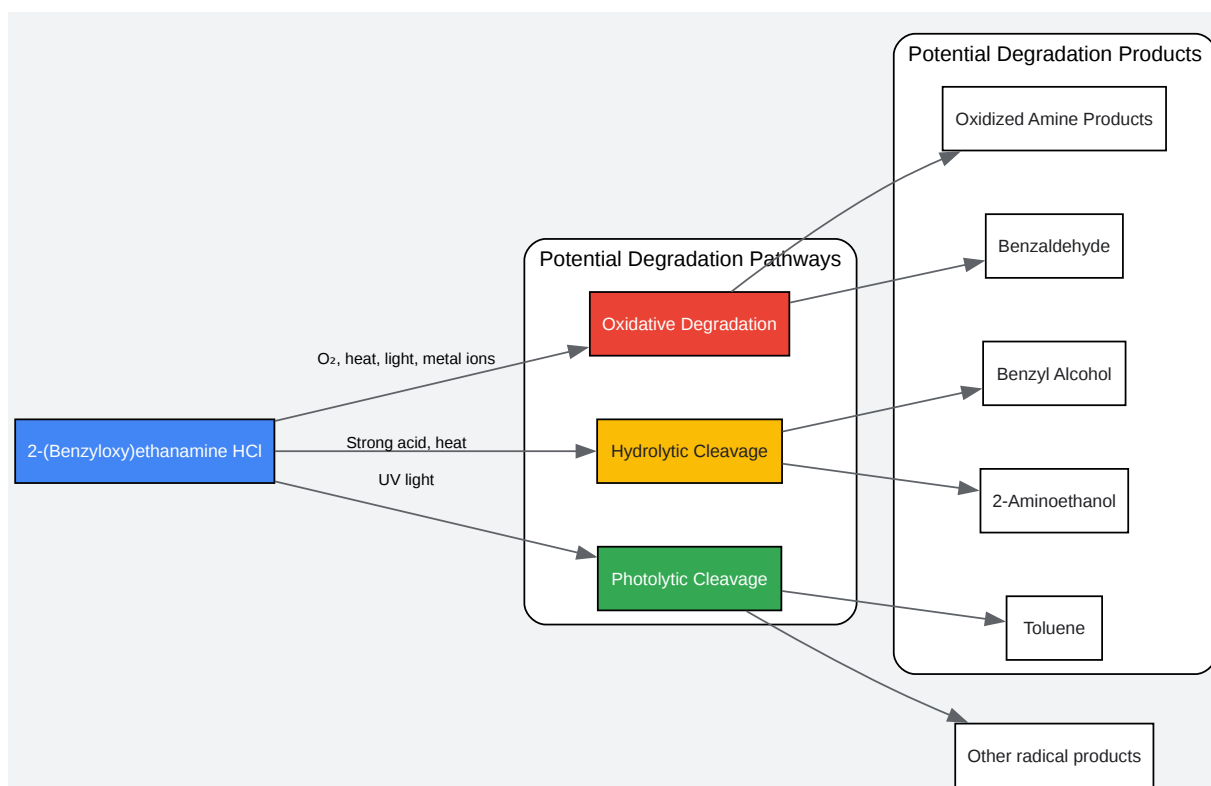 Potential Degradation Products
Oxidized Amine Products
Benzaldehyde
Potential Degradation Pathways
Oxidative Degradation
O₂, heat, light, metal ions
Benzyl Alcohol
2-(Benzyloxy)ethanamine HCl
Strong acid, heat
Hydrolytic Cleavage
UV light
2-Aminoethanol
Photolytic Cleavage
Toluene
Other radical products